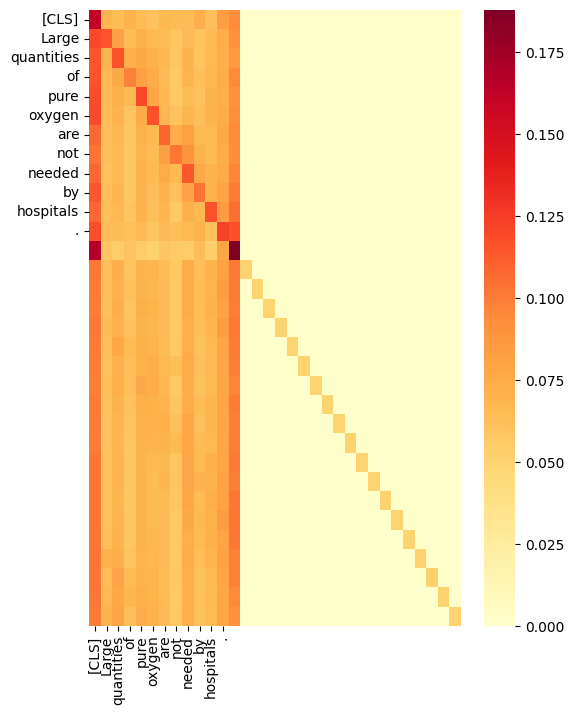 [CLS]
Large
quantities
of
pure
oxygen
are
not
needed
by
hospitals
.
[CLS]
Large
quantities
of
pure
oxygen
are
not
needed
by
hospitals
.
0.175
0.150
0.125
0.100
0.075
0.050
0.025
0.000